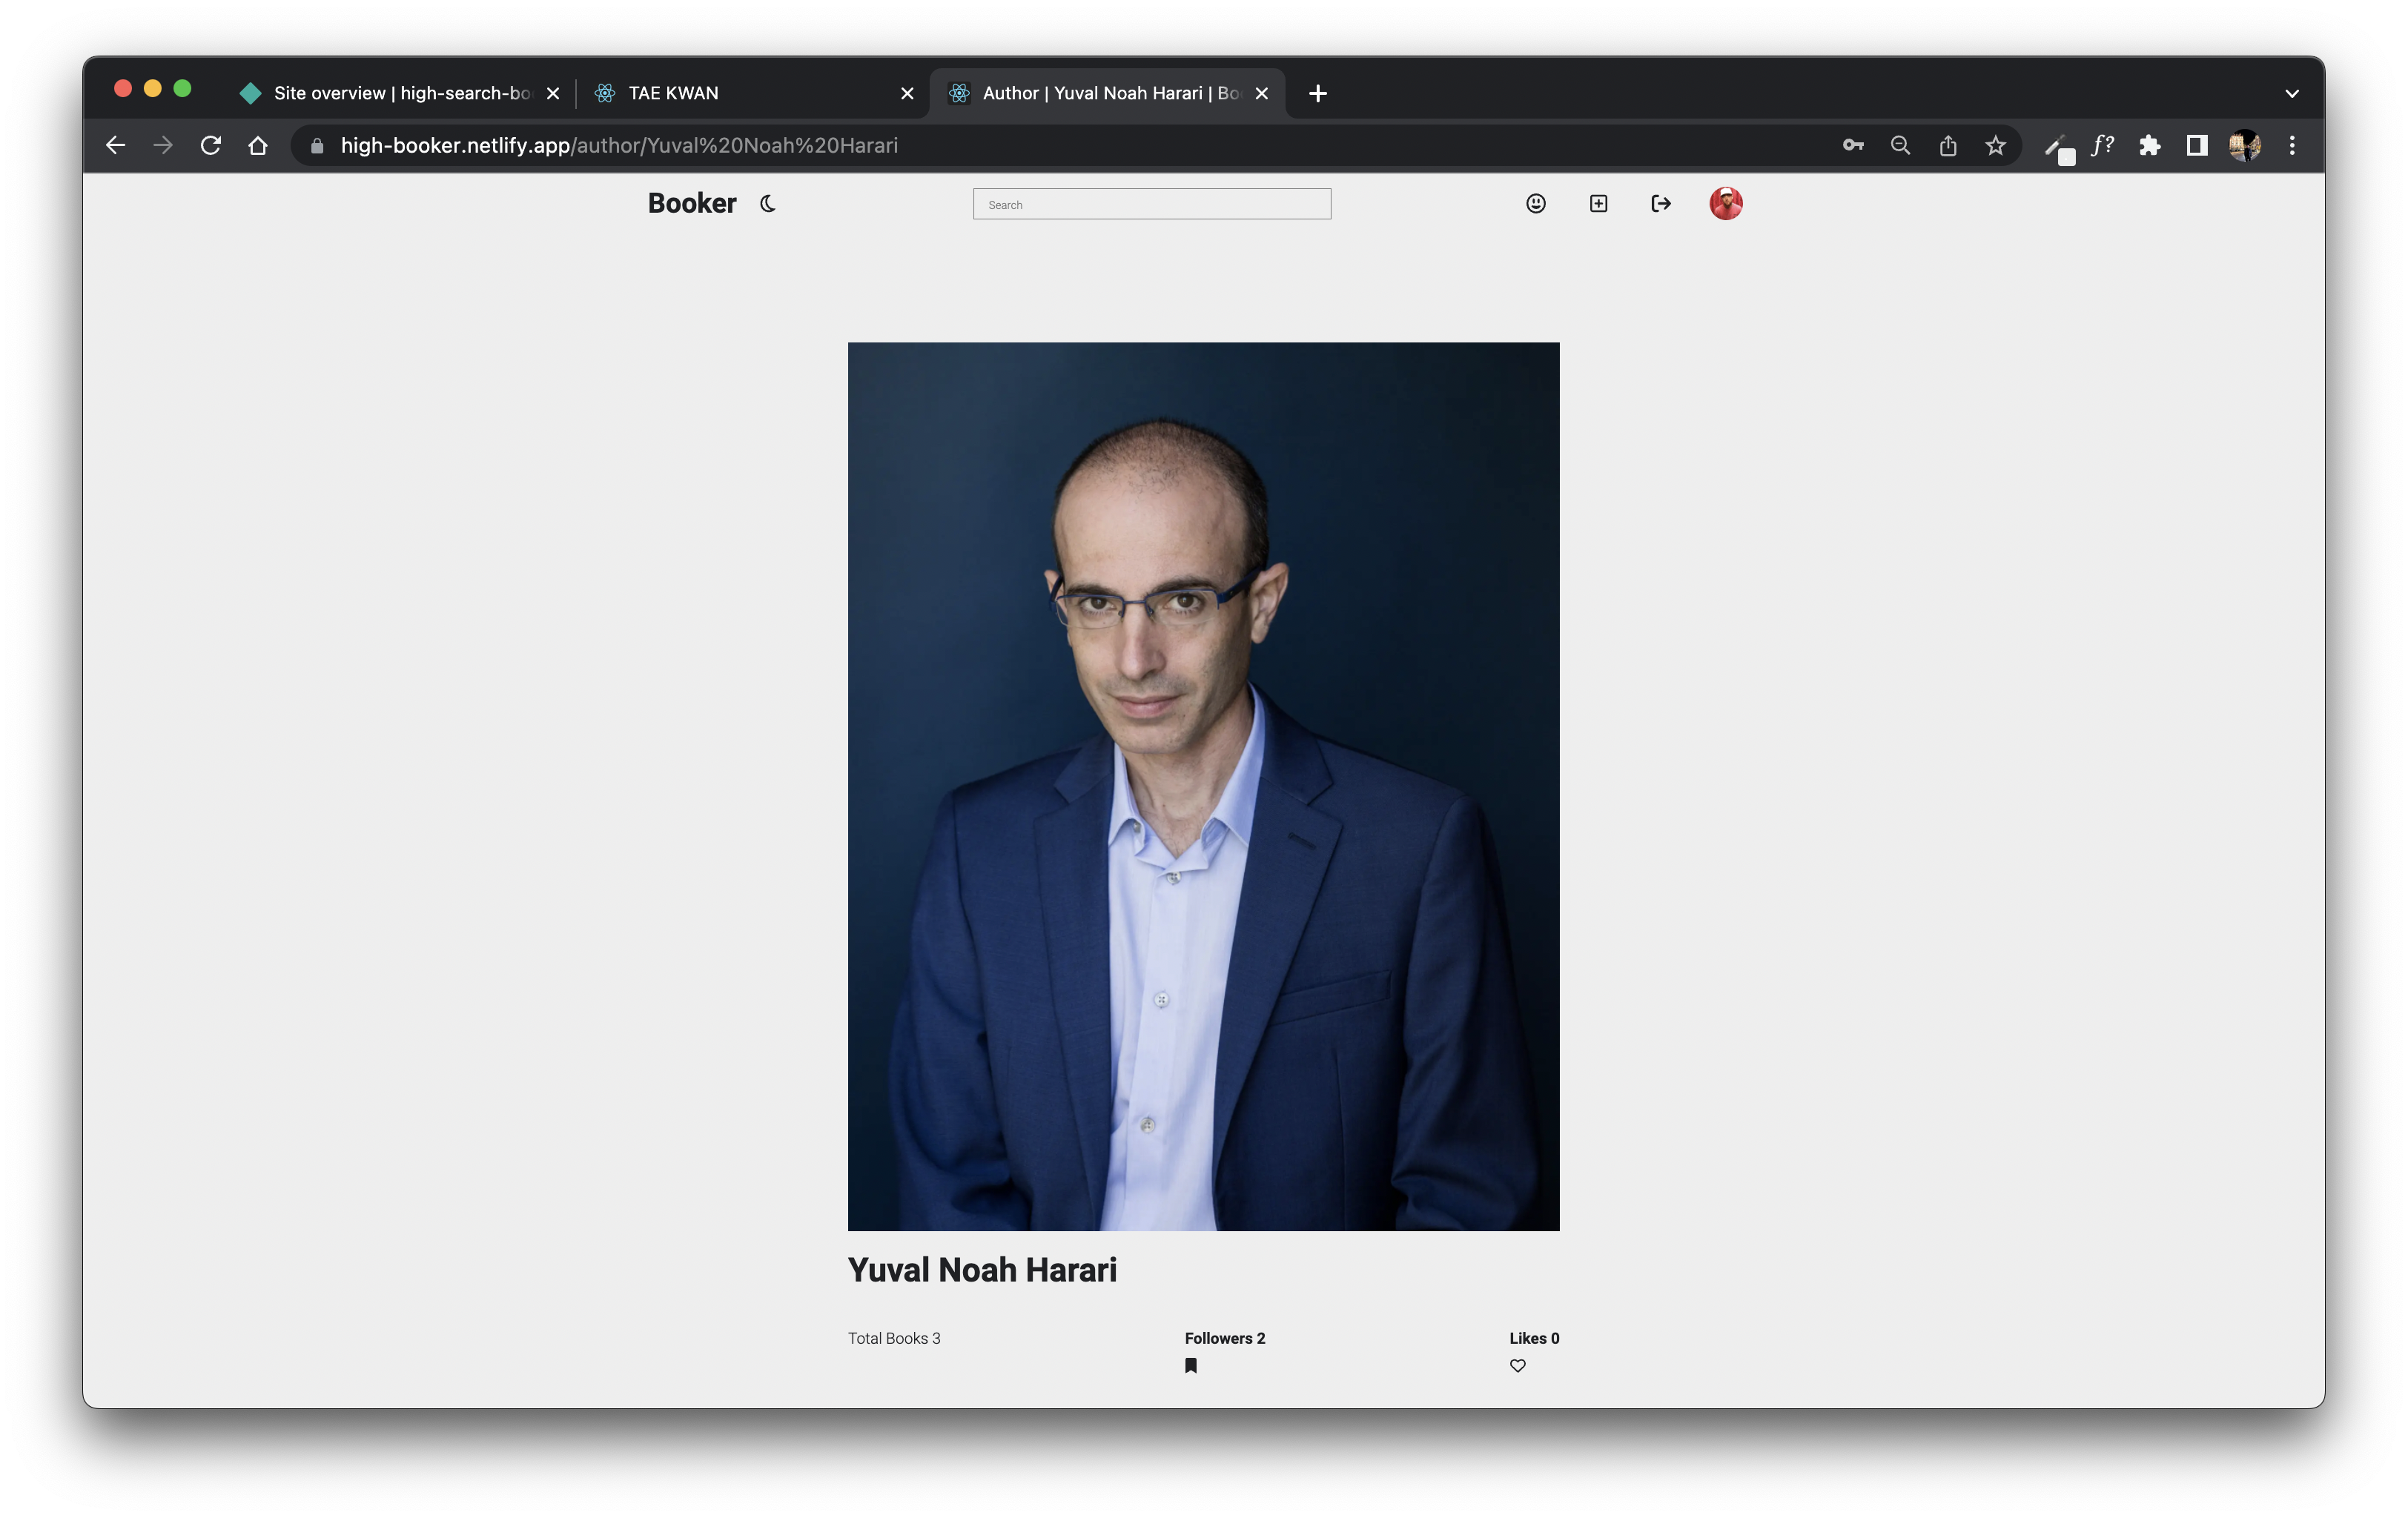 Site overview | high-search-bo
TAE KWAN
Author | Yuval Noah Harari | Bo
high-booker.netlify.app/author/Yuval%20Noah%20Harari
f?
Booker
Search
Yuval Noah Harari
Total Books 3
Followers 2
Likes 0